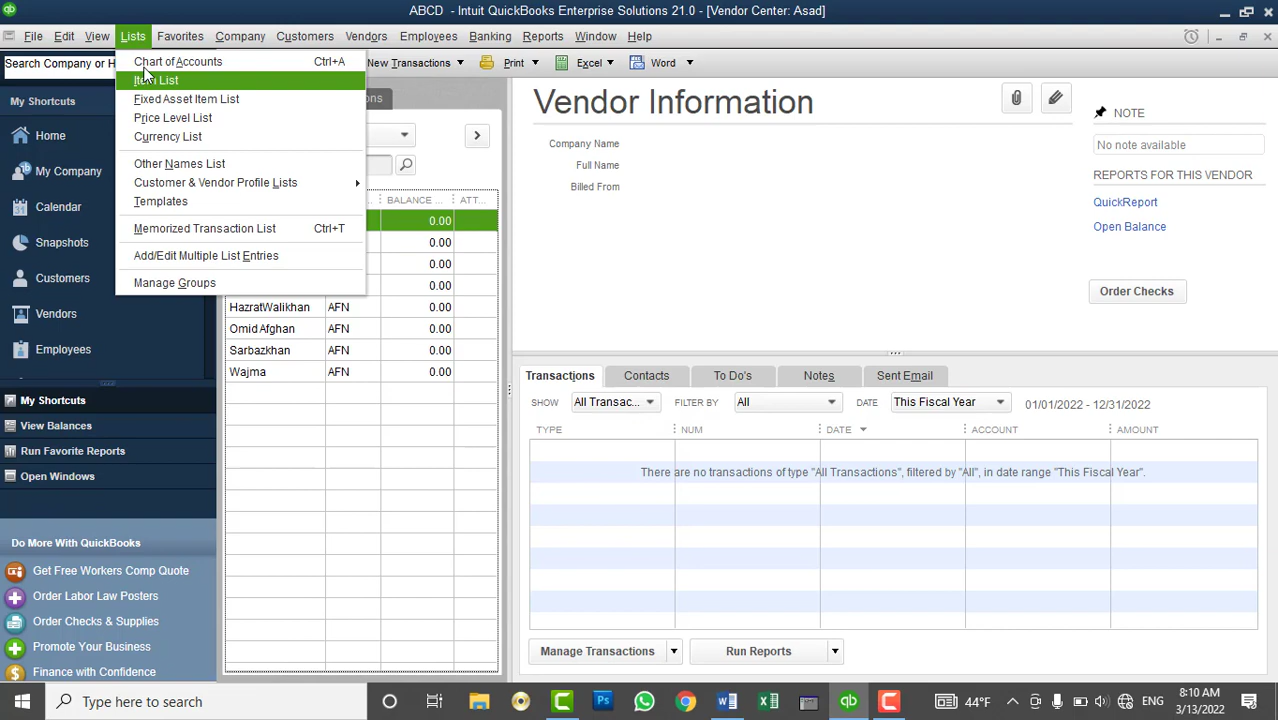 ABCD - Intuit QuickBooks Enterprise Solutions 21.0 - [Vendor Center: Asad]
File Edit View Lists Favorites Company Customers Vendors Employees Banking Reports Window Help
Search Company or H
New Transactions Print Excel Word
Chart of Accounts Ctrl+A
Item List
Fixed Asset Item List
Price Level List
Currency List
Other Names List
Customer & Vendor Profile Lists
Templates
Memorized Transaction List Ctrl+T
Add/Edit Multiple List Entries
Manage Groups
My Shortcuts
Home
My Company
Calendar
Snapshots
Customers
Vendors
Employees
My Shortcuts
View Balances
Run Favorite Reports
Open Windows
Do More With QuickBooks
Get Free Workers Comp Quote
Order Labor Law Posters
Order Checks & Supplies
Promote Your Business
Finance with Confidence
ons
BALANCE ... ATT...
0.00
0.00
0.00
0.00
HazratWalikhan AFN 0.00
Omid Afghan AFN 0.00
Sarbazkhan AFN 0.00
Wajma AFN 0.00
Vendor Information
Company Name
Full Name
Billed From
NOTE
No note available
REPORTS FOR THIS VENDOR
QuickReport
Open Balance
Order Checks
Transactions Contacts To Do's Notes Sent Email
SHOW All Transac... FILTER BY All DATE This Fiscal Year 01/01/2022 - 12/31/2022
TYPE NUM DATE ACCOUNT AMOUNT
There are no transactions of type "All Transactions", filtered by "All", in date range "This Fiscal Year".
Manage Transactions Run Reports
Type here to search
44°F ENG
8:10 AM
3/13/2022